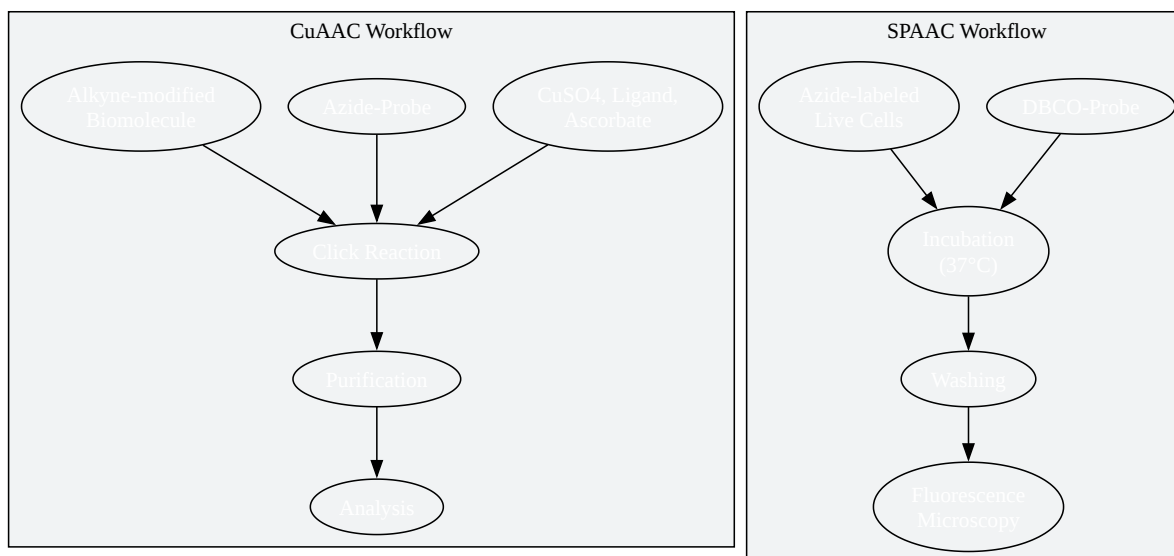 CuAAC Workflow
Alkyne-modified
Biomolecule
Azide-Probe
CuSO4, Ligand,
Ascorbate
Click Reaction
Purification
Analysis
SPAAC Workflow
Azide-labeled
Live Cells
DBCO-Probe
Incubation
(37°C)
Washing
Fluorescence
Microscopy